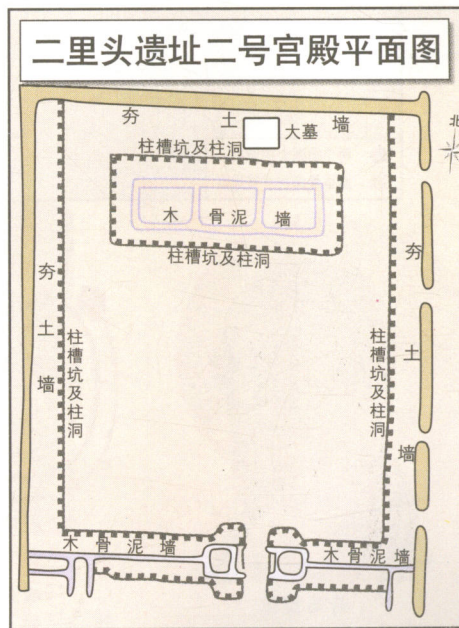 二里头遗址二号宫殿平面图
北
夯土墙
大墓
柱槽坑及柱洞
木骨泥墙
柱槽坑及柱洞
夯土墙
柱槽坑及柱洞
柱槽坑及柱洞
夯土墙
木骨泥墙
木骨泥墙